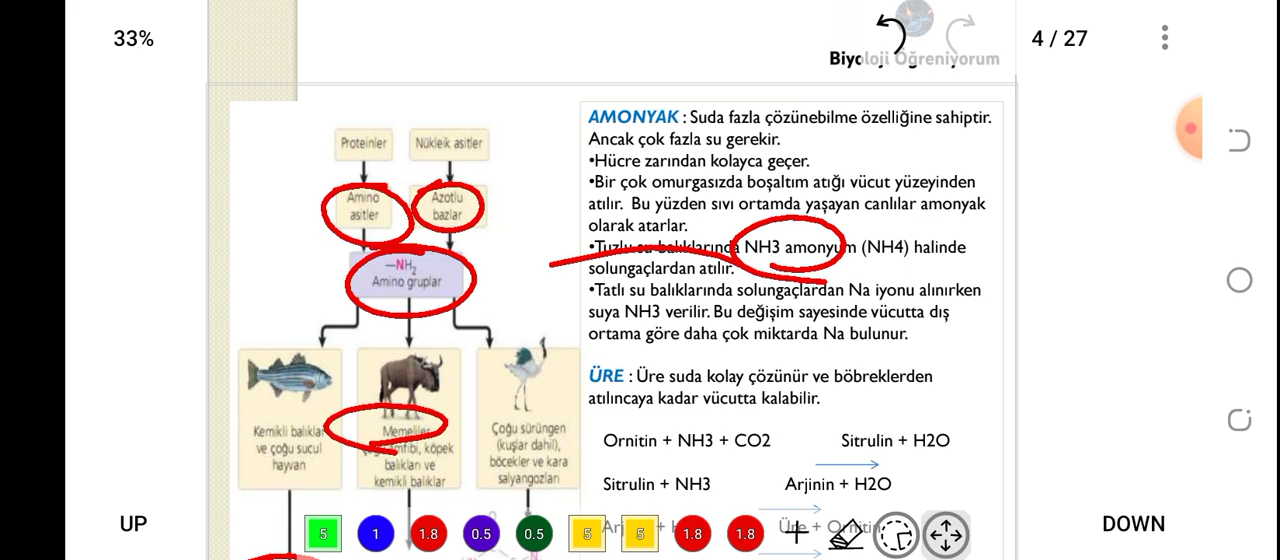 33%
4 / 27
Biyoloji Öğreniyorum
Proteinler
Nükleik asitler
Amino
asitler
Azotlu
bazlar
—NH2
Amino gruplar
Kemikli balıklar
ve çoğu sucul
hayvan
Memeliler,
çoğu amfibi, köpek
balıkları ve
kemikli balıklar
Çoğu sürüngen
(kuşlar dahil),
böcekler ve kara
salyangozları
AMONYAK : Suda fazla çözünebilme özelliğine sahiptir.
Ancak çok fazla su gerekir.
•Hücre zarından kolayca geçer.
•Bir çok omurgasızda boşaltım atığı vücut yüzeyinden
atılır. Bu yüzden sıvı ortamda yaşayan canlılar amonyak
olarak atarlar.
•Tuzlu su balıklarında NH3 amonyum (NH4) halinde
solungaçlardan atılır.
•Tatlı su balıklarında solungaçlardan Na iyonu alınırken
suya NH3 verilir. Bu değişim sayesinde vücutta dış
ortama göre daha çok miktarda Na bulunur.
ÜRE : Üre suda kolay çözünür ve böbreklerden
atılıncaya kadar vücutta kalabilir.
Ornitin + NH3 + CO2 Sitrulin + H2O
Sitrulin + NH3 Arjinin + H2O
Üre + Ornitin
UP
5 1 1.8 0.5 0.5 5 5 1.8 1.8
DOWN